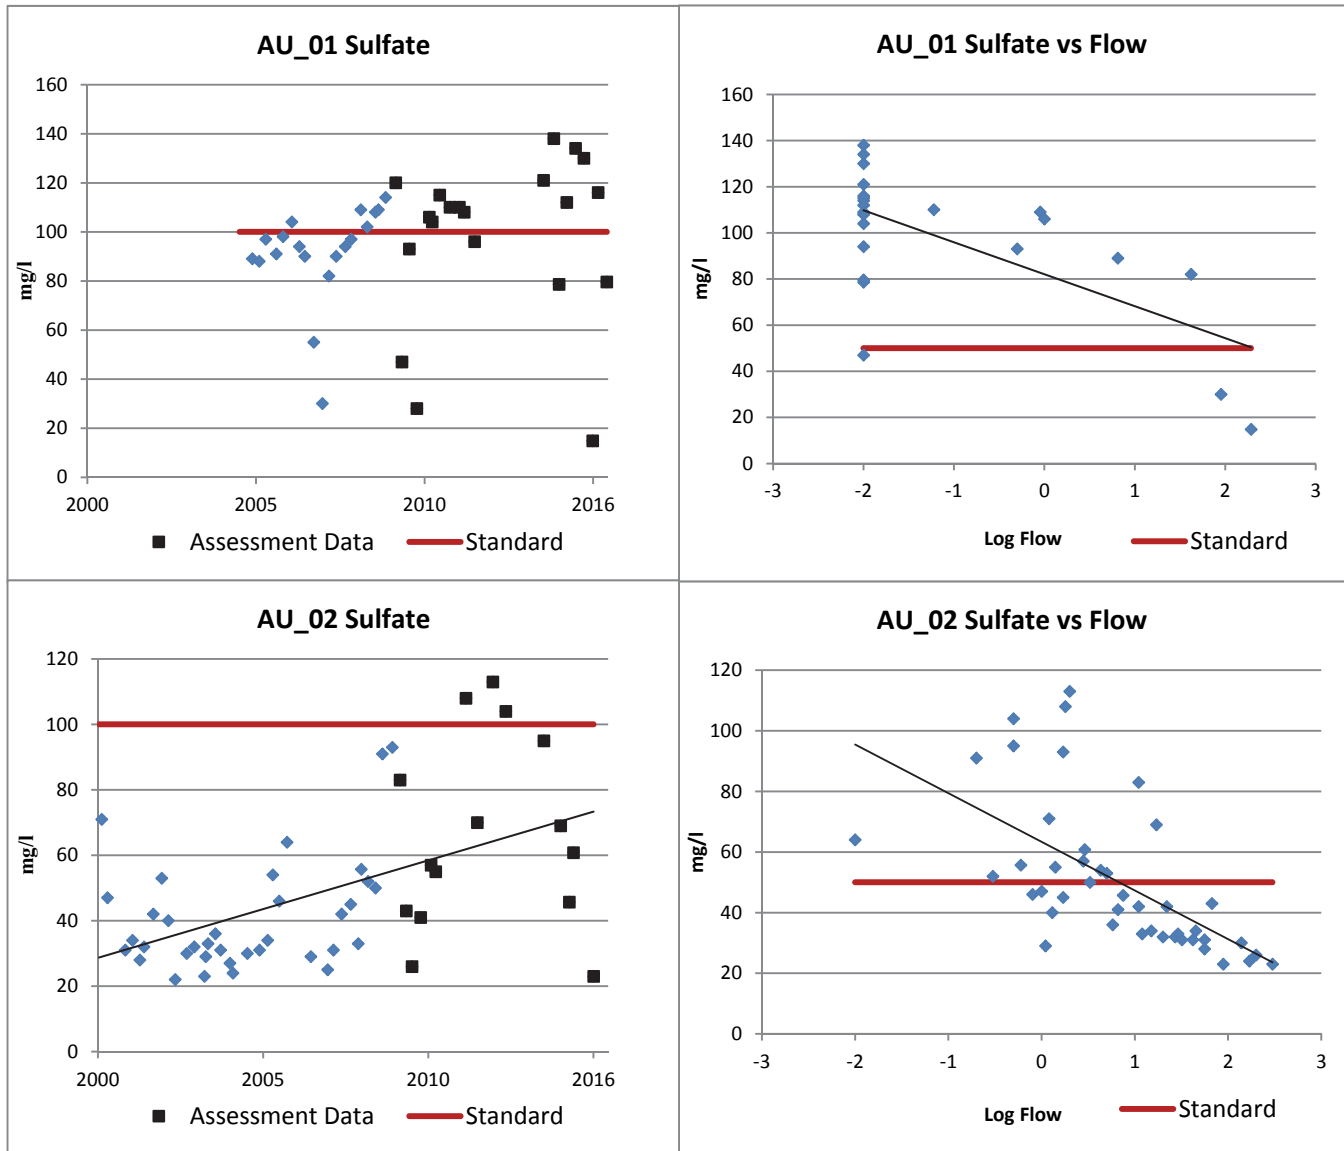 AU_01 Sulfate
160
140
120
100
80
60
40
20
0
mg/l
2000 2005 2010 2016
Assessment Data Standard
AU_01 Sulfate vs Flow
160
140
120
100
80
60
40
20
0
mg/l
-3 -2 -1 0 1 2 3
Log Flow Standard
AU_02 Sulfate
120
100
80
60
40
20
0
mg/l
2000 2005 2010 2016
Assessment Data Standard
AU_02 Sulfate vs Flow
120
100
80
60
40
20
0
mg/l
-3 -2 -1 0 1 2 3
Log Flow Standard